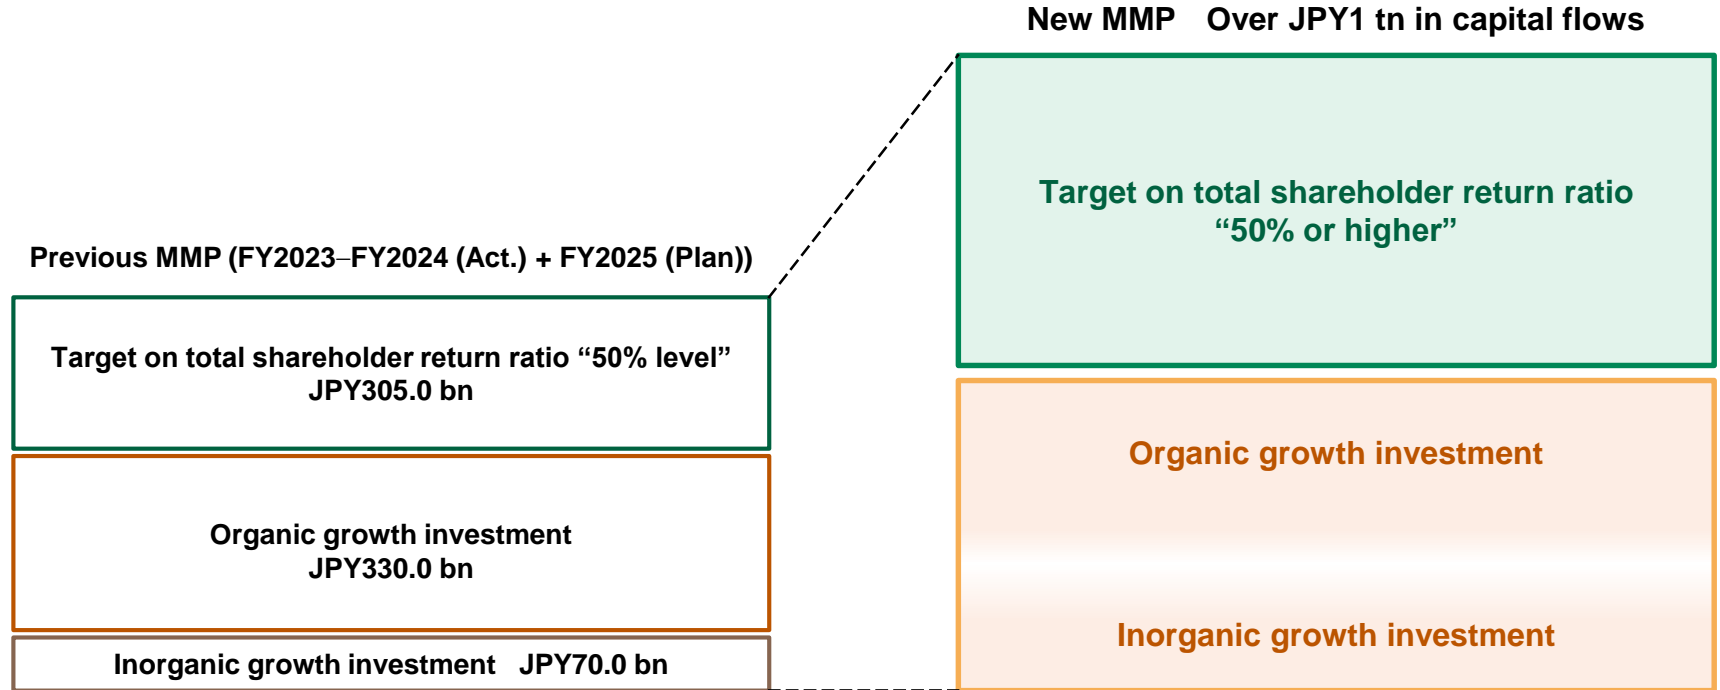 New MMP Over JPY1 tn in capital flows
Target on total shareholder return ratio
“50% or higher”
Organic growth investment
Inorganic growth investment
Previous MMP (FY2023–FY2024 (Act.) + FY2025 (Plan))
Target on total shareholder return ratio “50% level”
JPY305.0 bn
Organic growth investment
JPY330.0 bn
Inorganic growth investment JPY70.0 bn